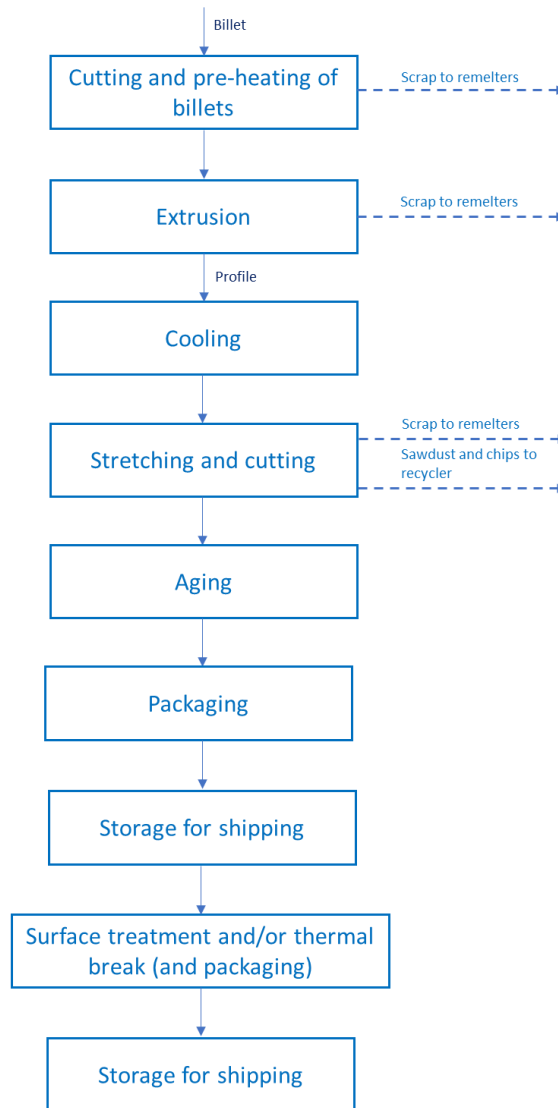 Billet
Cutting and pre-heating of
billets
Scrap to remelters
Extrusion
Scrap to remelters
Profile
Cooling
Stretching and cutting
Scrap to remelters
Sawdust and chips to
recycler
Aging
Packaging
Storage for shipping
Surface treatment and/or thermal
break (and packaging)
Storage for shipping